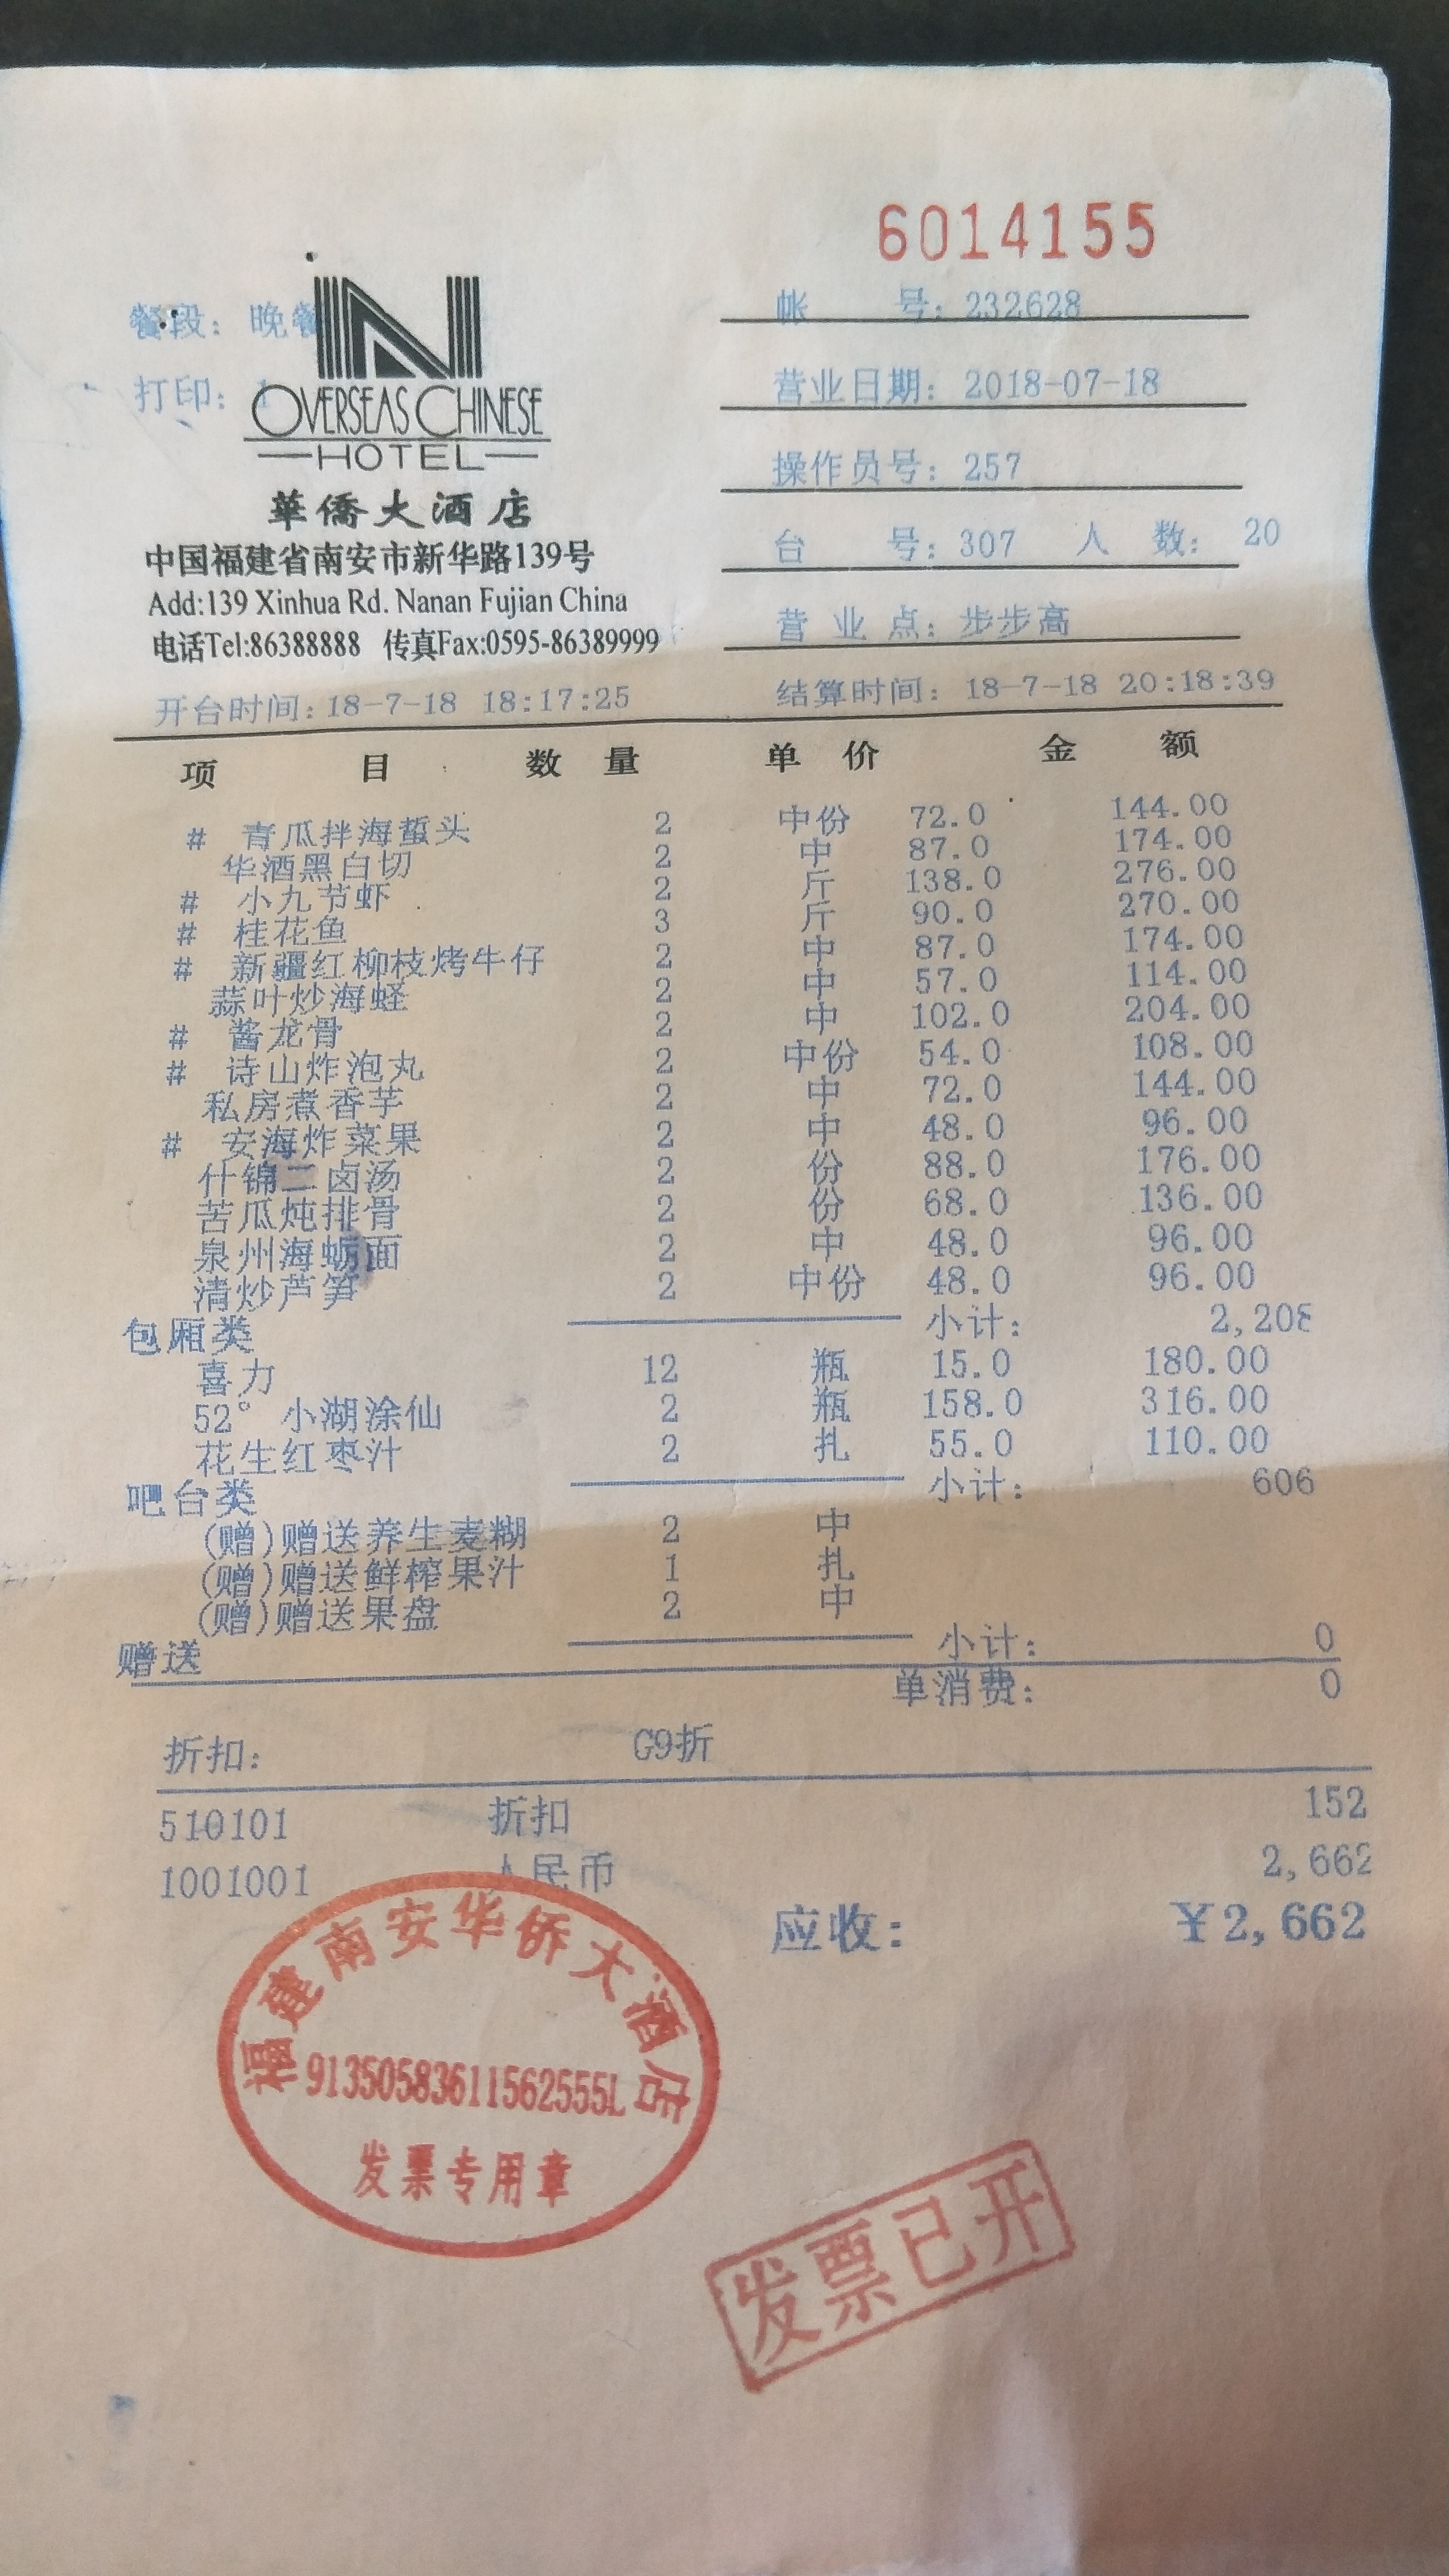 6014155
餐段：晚餐
帐 号：232628
打印：1
营业日期：2018-07-18
OVERSEAS CHINESE
HOTEL
操作员号：257
華僑大酒店
台 号：307 人 数：20
中国福建省南安市新华路139号
Add:139 Xinhua Rd. Nanan Fujian China
营 业 点：步步高
电话Tel:86388888 传真Fax:0595-86389999
开台时间：18-7-18 18:17:25 结算时间：18-7-18 20:18:39
项 目 数 量 单 价 金 额
# 青瓜拌海蜇头 2 中份 72.0 144.00
华酒黑白切 2 中 87.0 174.00
# 小九节虾 2 斤 138.0 276.00
# 桂花鱼 3 斤 90.0 270.00
# 新疆红柳枝烤牛仔 2 中 87.0 174.00
蒜叶炒海蛏 2 中 57.0 114.00
# 酱龙骨 2 中 102.0 204.00
# 诗山炸泡丸 2 中份 54.0 108.00
私房煮香芋 2 中 72.0 144.00
# 安海炸菜果 2 中 48.0 96.00
什锦二卤汤 2 份 88.0 176.00
苦瓜炖排骨 2 份 68.0 136.00
泉州海蛎面 2 中 48.0 96.00
清炒芦笋 2 中份 48.0 96.00
包厢类 小计： 2,208
喜力 12 瓶 15.0 180.00
52° 小湖涂仙 2 瓶 158.0 316.00
花生红枣汁 2 扎 55.0 110.00
吧台类 小计： 606
(赠)赠送养生麦糊 2 中
(赠)赠送鲜榨果汁 1 扎
(赠)赠送果盘 2 中
赠送 小计： 0
单消费： 0
折扣： G9折
510101 折扣 152
1001001 人民币 2,662
应收： ¥2,662
福建南安华侨大酒店
91350583611562555L
发票专用章
发票已开